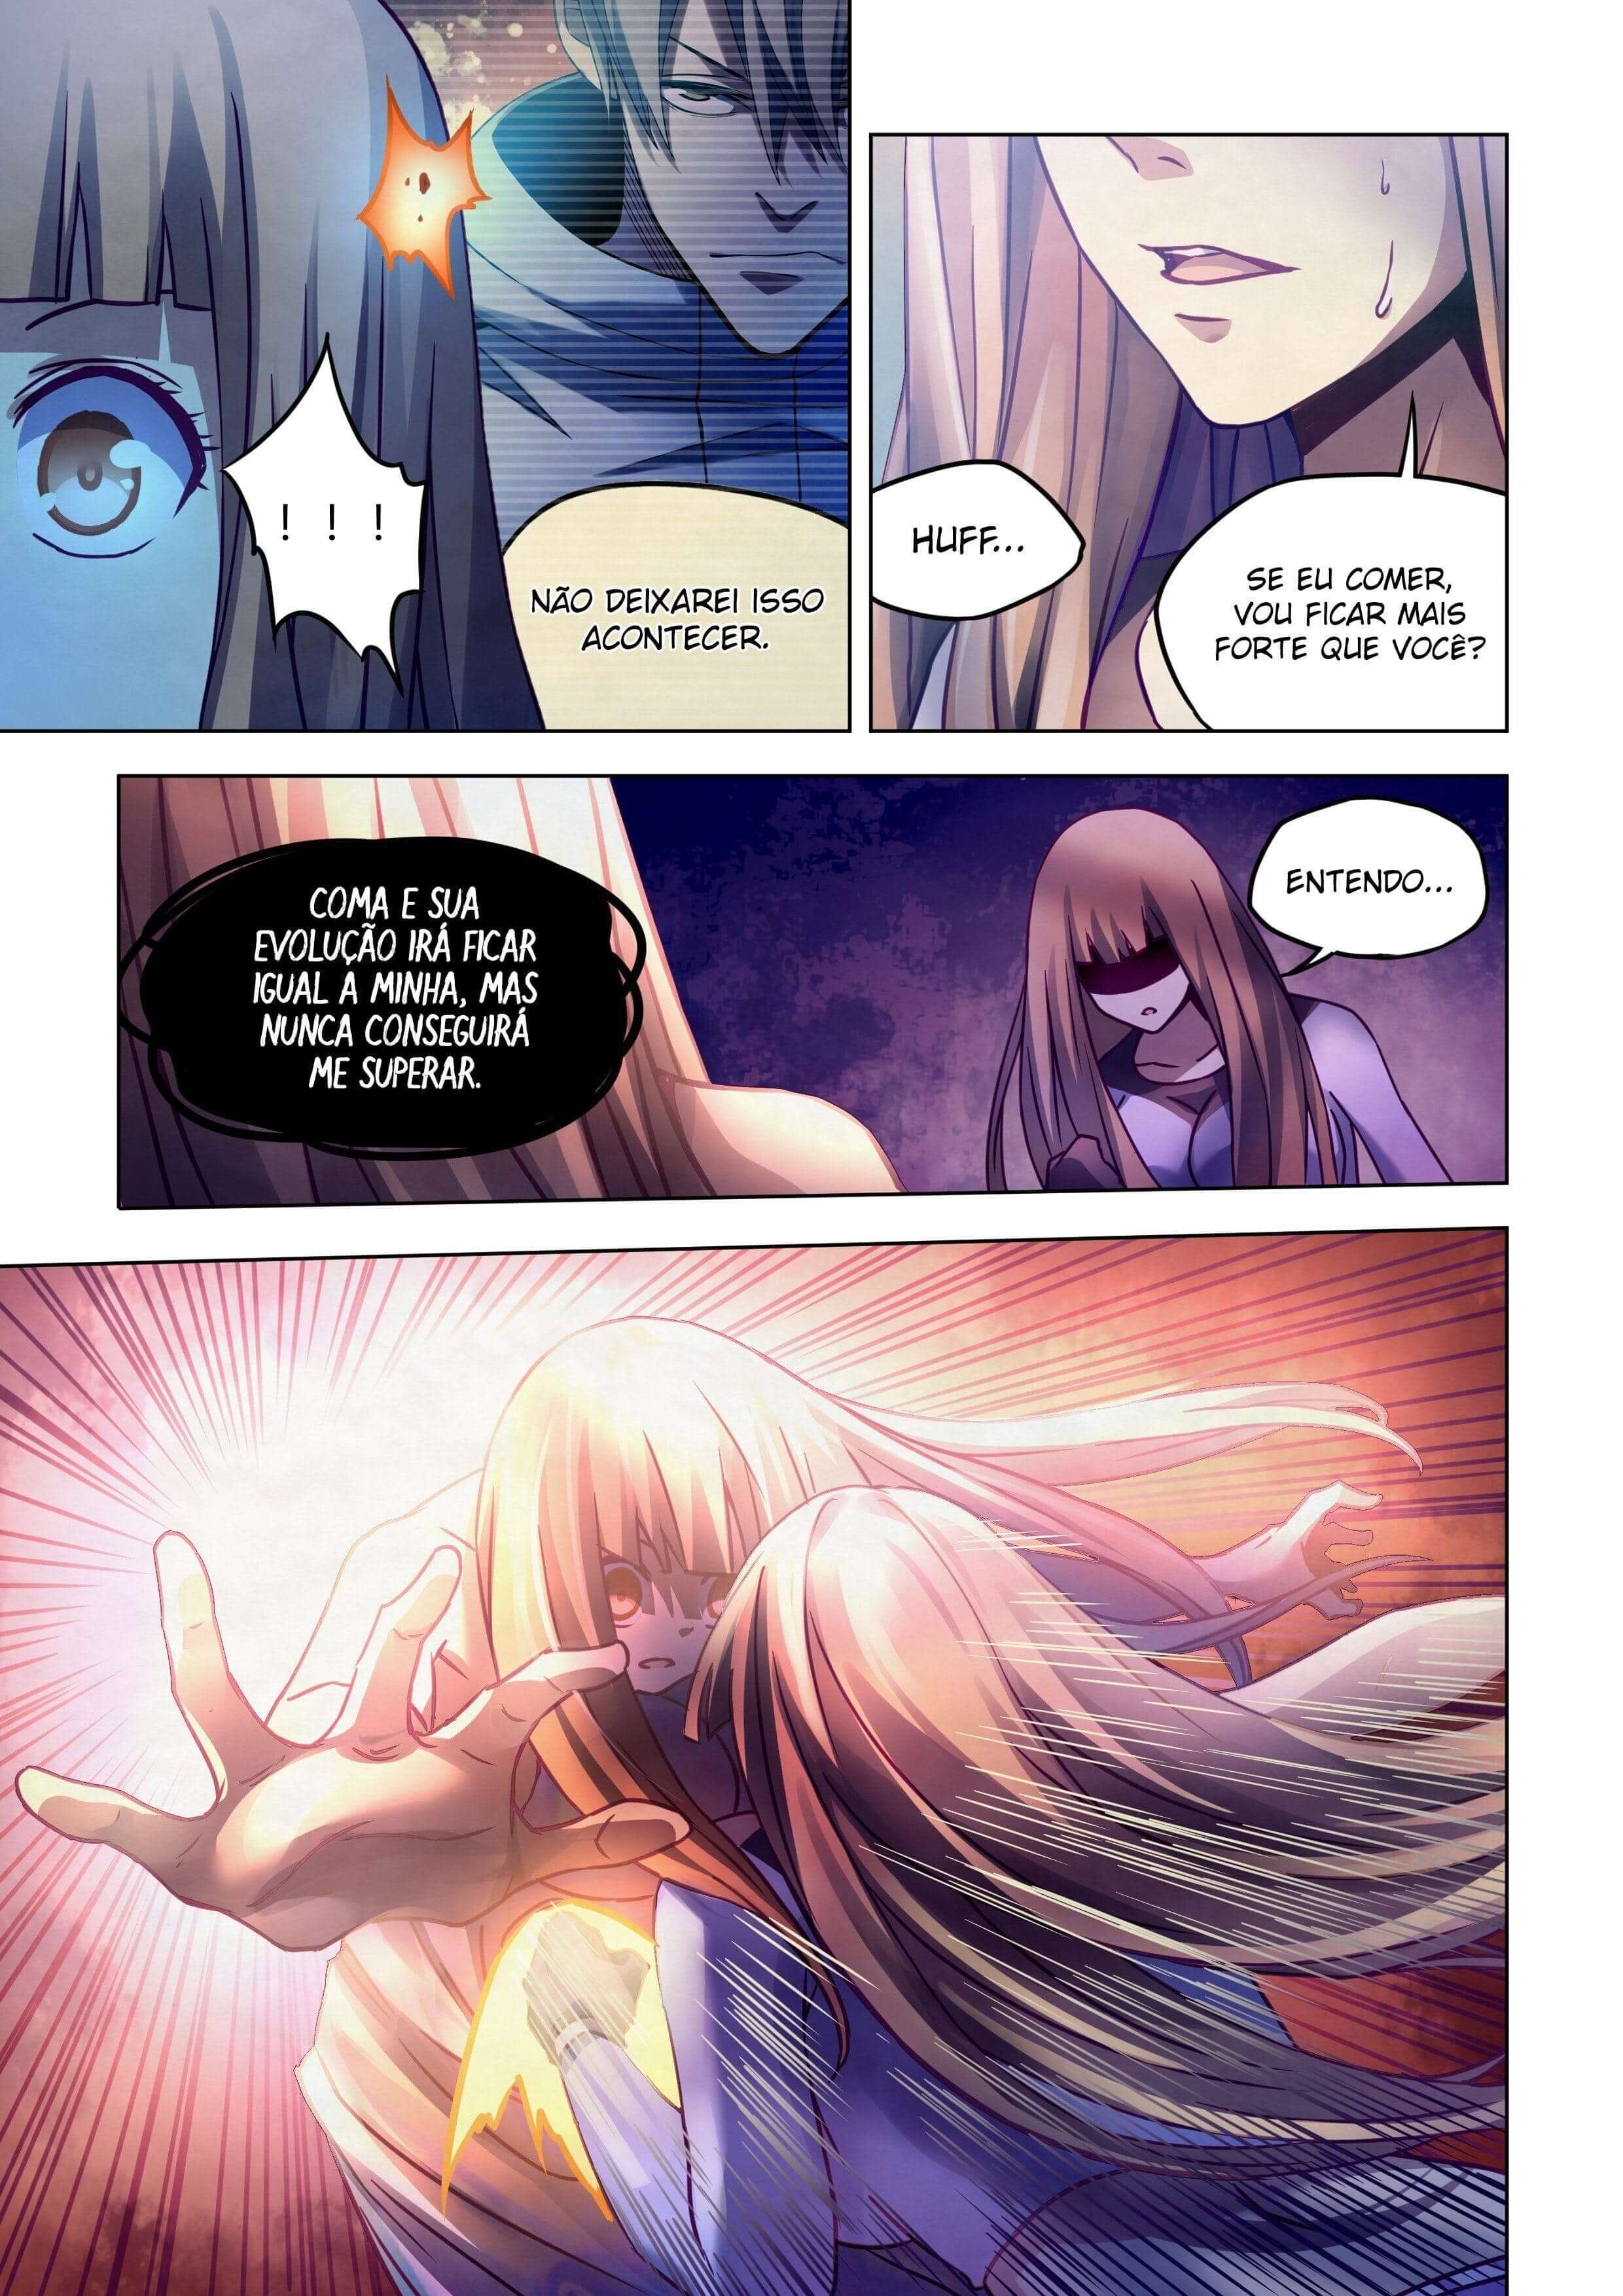 HUFF...
SE EU COMER,
VOU FICAR MAIS
FORTE QUE VOCÊ?
! ! !
NÃO DEIXAREI ISSO
ACONTECER.
ENTENDO...
COMA E SUA
EVOLUÇÃO IRÁ FICAR
IGUAL A MINHA, MAS
NUNCA CONSEGUIRÁ
ME SUPERAR.